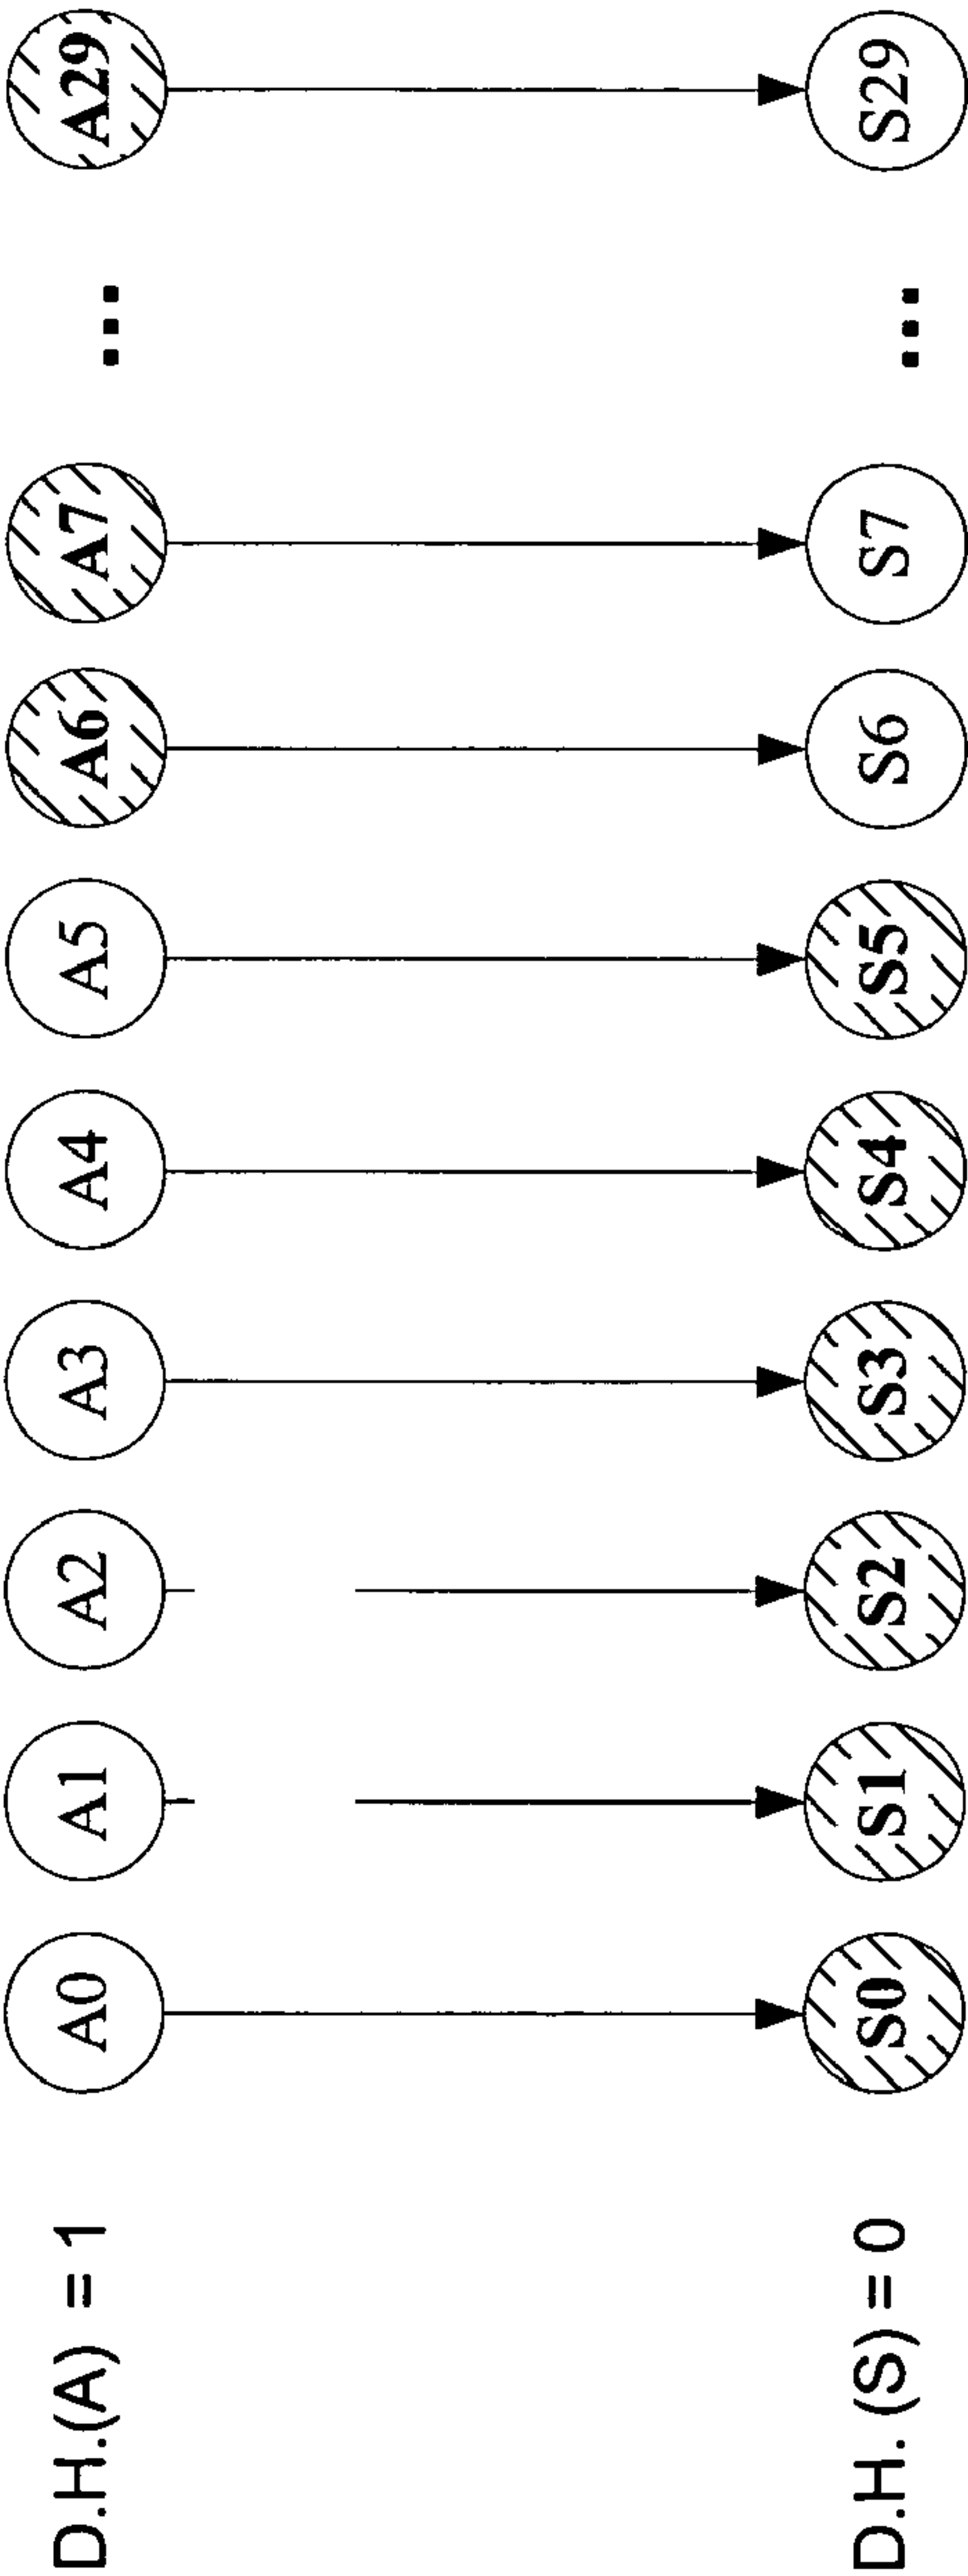 D.H.(A) = 1 A0 A1 A2 A3 A4 A5 A6 A7 ... A29
D.H. (S) = 0 S0 S1 S2 S3 S4 S5 S6 S7 ... S29